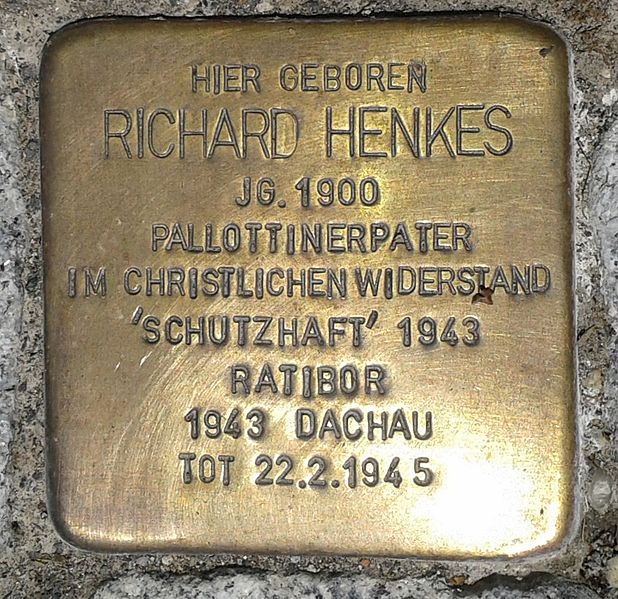 HIER GEBOREN
RICHARD HENKES
JG. 1900
PALLOTTINERPATER
IM CHRISTLICHEN WIDERSTAND
'SCHUTZHAFT' 1943
RATIBOR
1943 DACHAU
TOT 22.2.1945